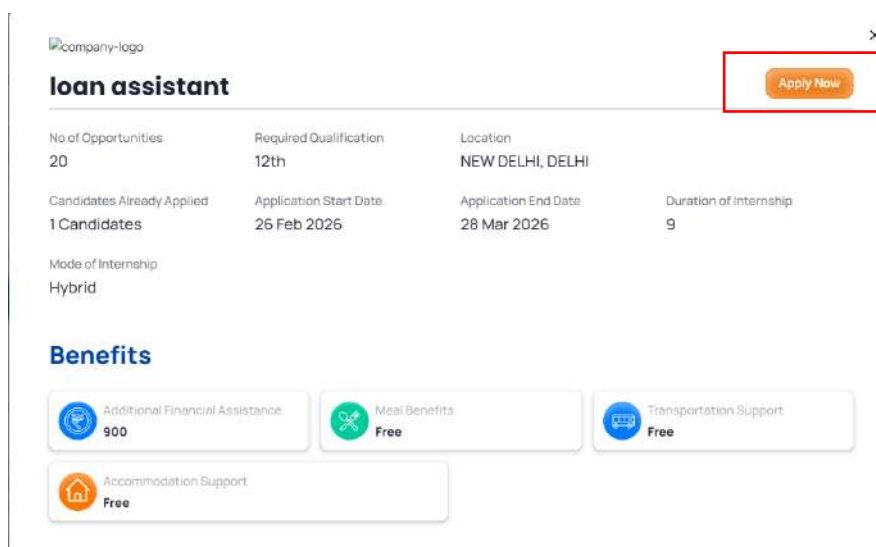 company-logo
loan assistant
Apply Now
No of Opportunities Required Qualification Location
20 12th NEW DELHI, DELHI
Candidates Already Applied Application Start Date Application End Date Duration of Internship
1 Candidates 26 Feb 2026 28 Mar 2026 9
Mode of Internship
Hybrid
Benefits
Additional Financial Assistance Meal Benefits Transportation Support
900 Free Free
Accommodation Support
Free